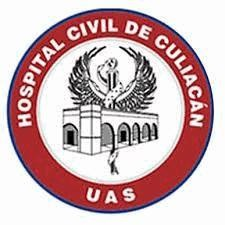 HOSPITAL CIVIL DE CULIACÁN
UAS